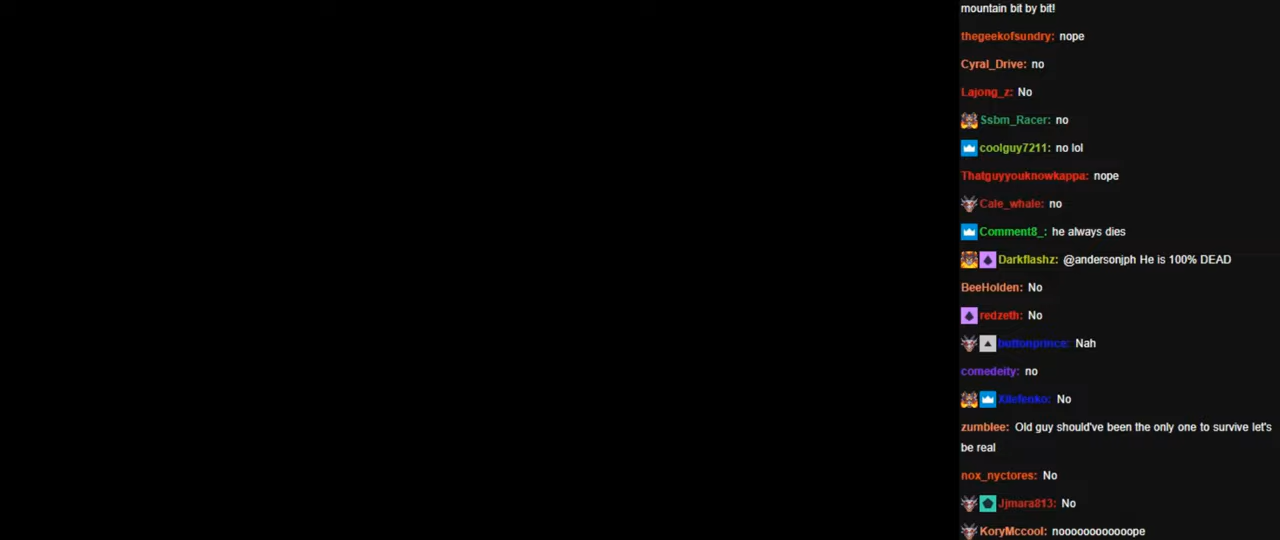 mountain bit by bit!
thegeekofsundry: nope
Cyral_Drive: no
Lajong_z: No
Ssbm_Racer: no
coolguy7211: no lol
Thatguyyouknowkappa: nope
Cale_whale: no
Comment8_: he always dies
Darkflashz: @andersonjph He is 100% DEAD
BeeHolden: No
redzeth: No
bottonprince: Nah
comedeity: no
Xilefenko: No
zumblee: Old guy should've been the only one to survive let's
be real
nox_nyctores: No
Jjmara813: No
KoryMccool: noooooooooooope